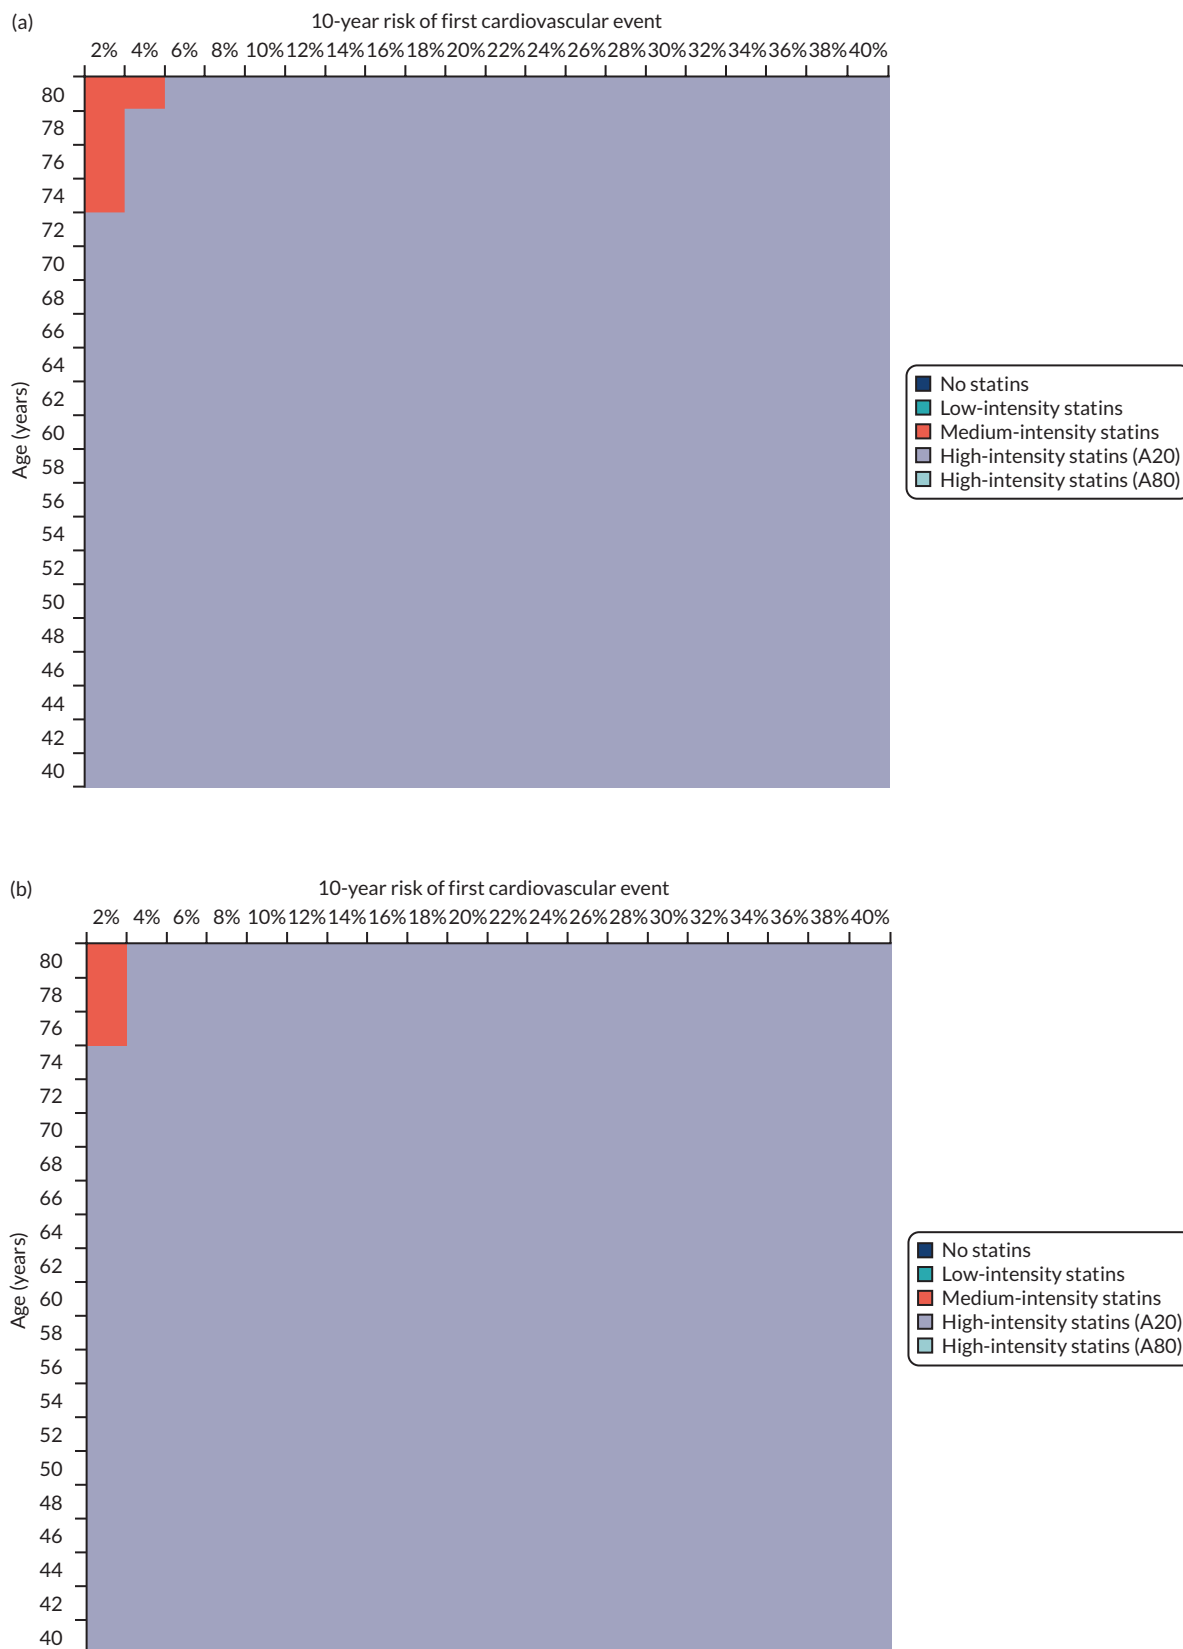 (a)
10-year risk of first cardiovascular event
2% 4% 6% 8% 10% 12% 14% 16% 18% 20% 22% 24% 26% 28% 30% 32% 34% 36% 38% 40%
80
78
76
74
72
70
68
66
64
62
60
58
56
54
52
50
48
46
44
42
40
Age (years)
No statins
Low-intensity statins
Medium-intensity statins
High-intensity statins (A20)
High-intensity statins (A80)
(b)
10-year risk of first cardiovascular event
2% 4% 6% 8% 10% 12% 14% 16% 18% 20% 22% 24% 26% 28% 30% 32% 34% 36% 38% 40%
80
78
76
74
72
70
68
66
64
62
60
58
56
54
52
50
48
46
44
42
40
Age (years)
No statins
Low-intensity statins
Medium-intensity statins
High-intensity statins (A20)
High-intensity statins (A80)